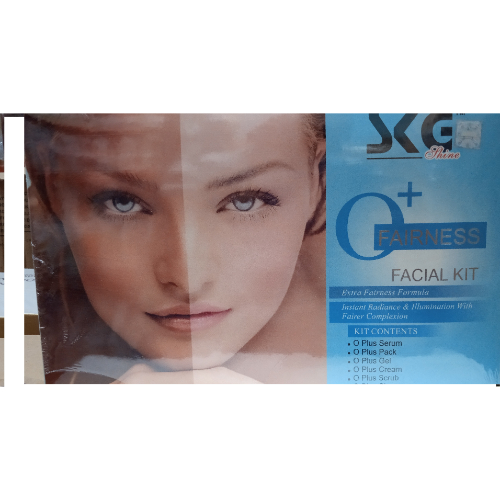 SKG
Shine
O+
FAIRNESS
FACIAL KIT
Extra Fairness Formula
Instant Radiance & Illumination With
Fairer Complexion
KIT CONTENTS
• O Plus Serum
• O Plus Pack
• O Plus Gel
• O Plus Cream
• O Plus Scrub